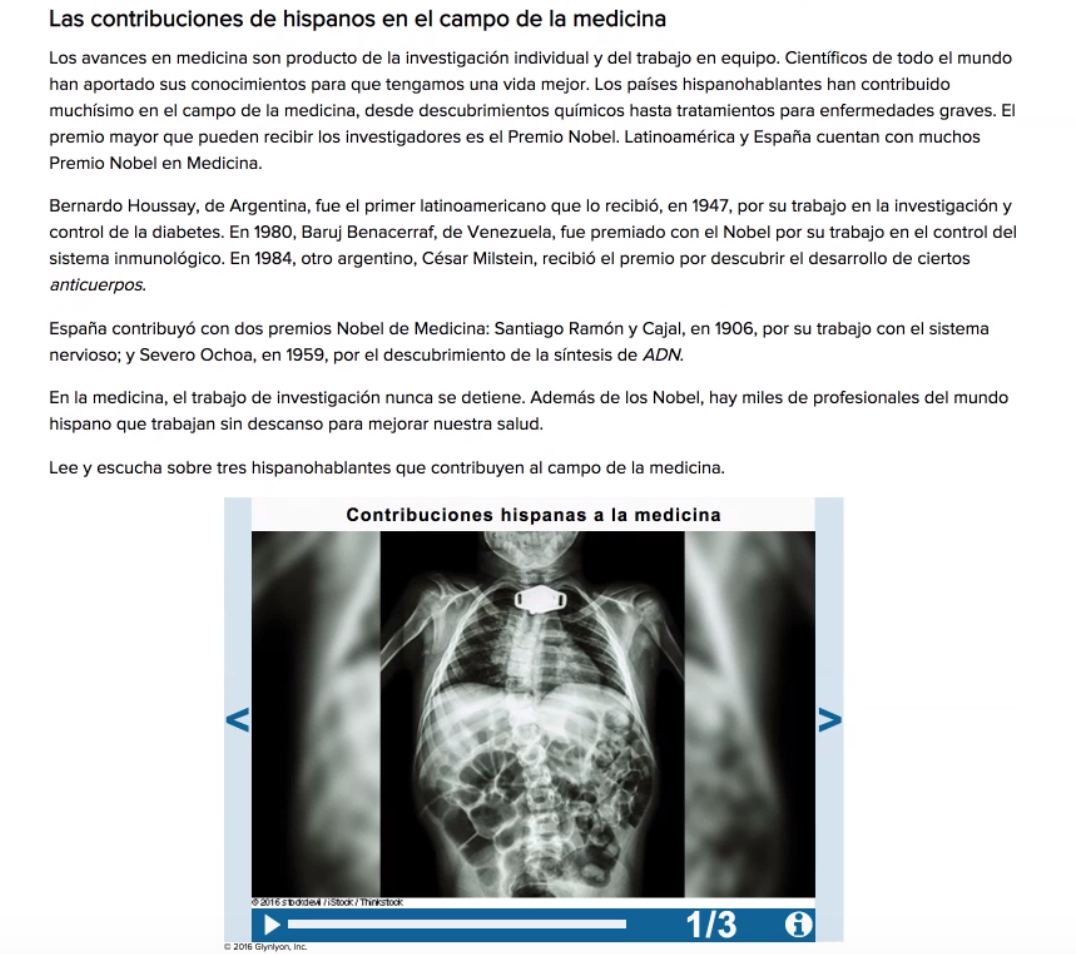 Las contribuciones de hispanos en el campo de la medicina
Los avances en medicina son producto de la investigación individual y del trabajo en equipo. Científicos de todo el mundo
han aportado sus conocimientos para que tengamos una vida mejor. Los países hispanohablantes han contribuido
muchísimo en el campo de la medicina, desde descubrimientos químicos hasta tratamientos para enfermedades graves. El
premio mayor que pueden recibir los investigadores es el Premio Nobel. Latinoamérica y España cuentan con muchos
Premio Nobel en Medicina.
Bernardo Houssay, de Argentina, fue el primer latinoamericano que lo recibió, en 1947, por su trabajo en la investigación y
control de la diabetes. En 1980, Baruj Benacerraf, de Venezuela, fue premiado con el Nobel por su trabajo en el control del
sistema inmunológico. En 1984, otro argentino, César Milstein, recibió el premio por descubrir el desarrollo de ciertos
anticuerpos.
España contribuyó con dos premios Nobel de Medicina: Santiago Ramón y Cajal, en 1906, por su trabajo con el sistema
nervioso; y Severo Ochoa, en 1959, por el descubrimiento de la síntesis de ADN.
En la medicina, el trabajo de investigación nunca se detiene. Además de los Nobel, hay miles de profesionales del mundo
hispano que trabajan sin descanso para mejorar nuestra salud.
Lee y escucha sobre tres hispanohablantes que contribuyen al campo de la medicina.
Contribuciones hispanas a la medicina
© 2016 stockdevil / iStock / Thinkstock
1/3
© 2016 Glynlyon, Inc.